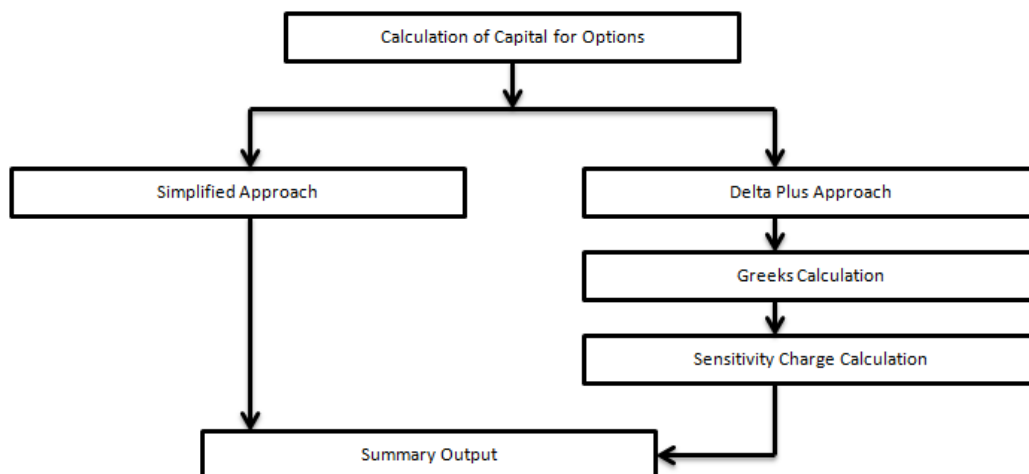 Calculation of Capital for Options
Simplified Approach
Delta Plus Approach
Greeks Calculation
Sensitivity Charge Calculation
Summary Output